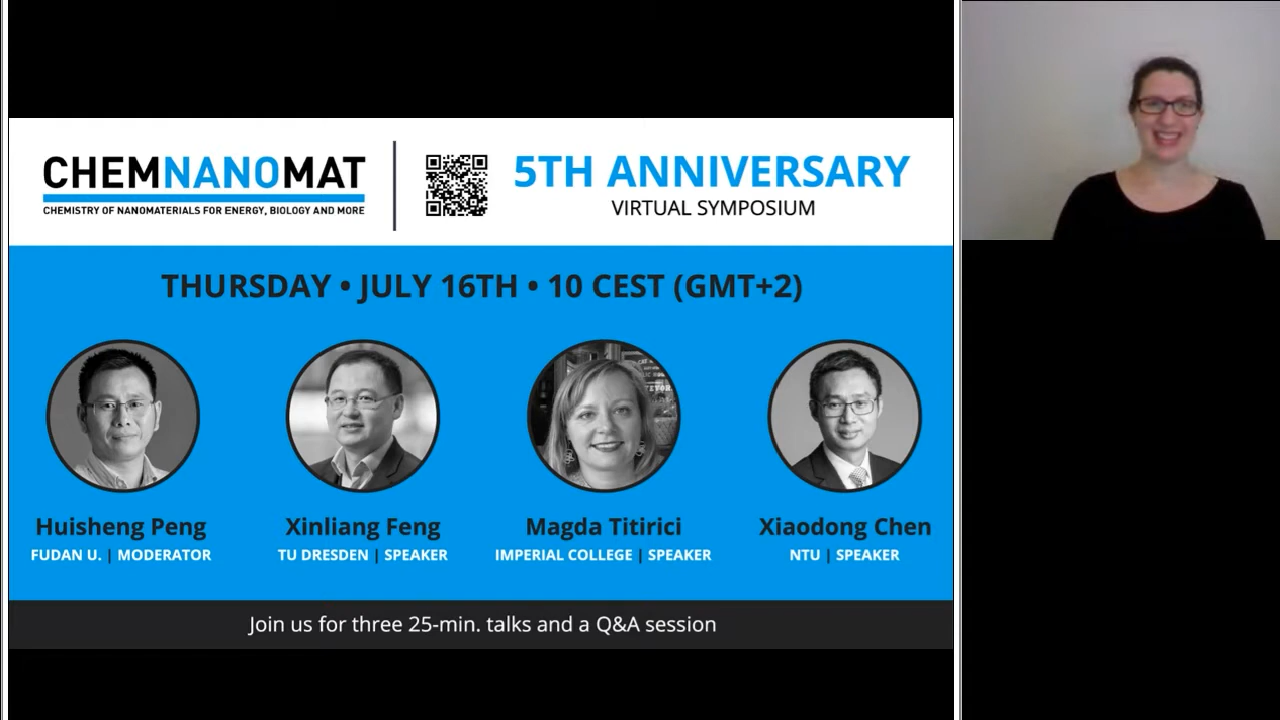 CHEMNANOMAT
CHEMISTRY OF NANOMATERIALS FOR ENERGY, BIOLOGY AND MORE
5TH ANNIVERSARY
VIRTUAL SYMPOSIUM
THURSDAY • JULY 16TH • 10 CEST (GMT+2)
Huisheng Peng
FUDAN U. | MODERATOR
Xinliang Feng
TU DRESDEN | SPEAKER
Magda Titirici
IMPERIAL COLLEGE | SPEAKER
Xiaodong Chen
NTU | SPEAKER
Join us for three 25-min. talks and a Q&A session